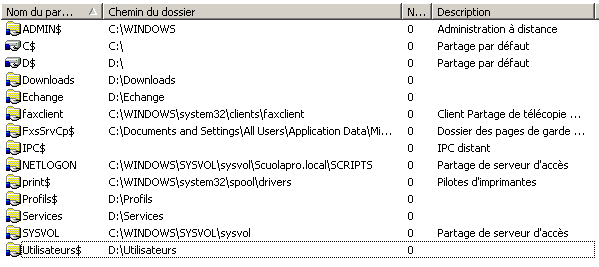 Nom du par... Chemin du dossier N... Description
ADMIN$ C:\WINDOWS 0 Administration à distance
C$ C:\ 0 Partage par défaut
D$ D:\ 0 Partage par défaut
Downloads D:\Downloads 0
Echange D:\Echange 0
faxclient C:\WINDOWS\system32\clients\faxclient 0 Client Partage de télécopie ...
FxsSrvCp$ C:\Documents and Settings\All Users\Application Data\Mi... 0 Dossier des pages de garde ...
IPC$ 0 IPC distant
NETLOGON C:\WINDOWS\SYSVOL\sysvol\Scuolapro.local\SCRIPTS 0 Partage de serveur d'accès
print$ C:\WINDOWS\system32\spool\drivers 0 Pilotes d'imprimantes
Profils$ D:\Profils 0
Services D:\Services 0
SYSVOL C:\WINDOWS\SYSVOL\sysvol 0 Partage de serveur d'accès
Utilisateurs$ D:\Utilisateurs 0